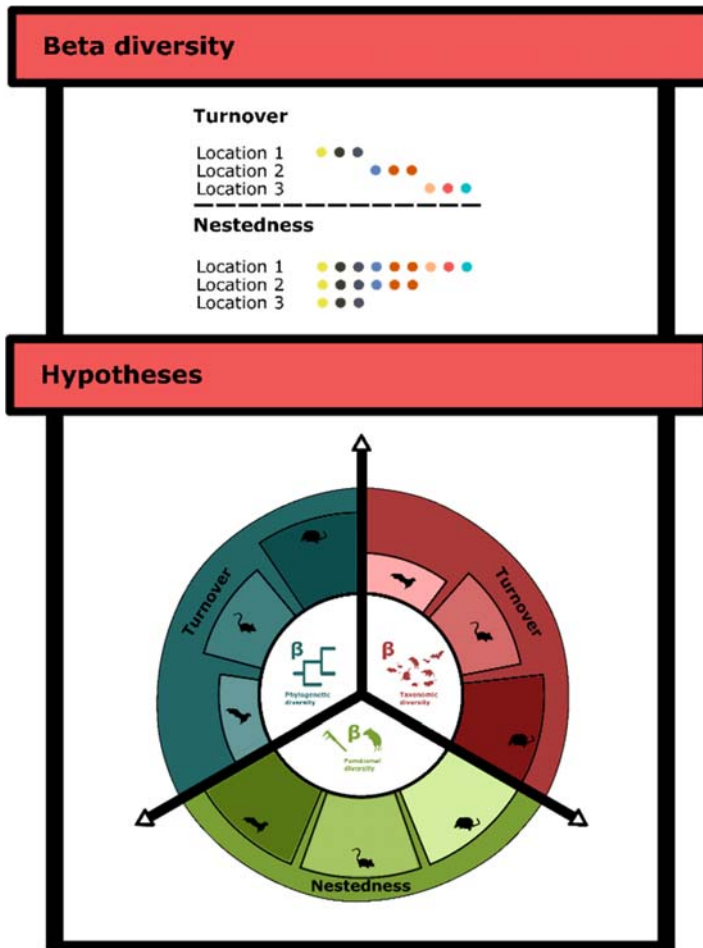 Beta diversity
Turnover
Location 1
Location 2
Location 3
Nestedness
Location 1
Location 2
Location 3
Hypotheses
Turnover
Turnover
β
Phylogenetic
diversity
β
Taxonomic
diversity
β
Functional
diversity
Nestedness